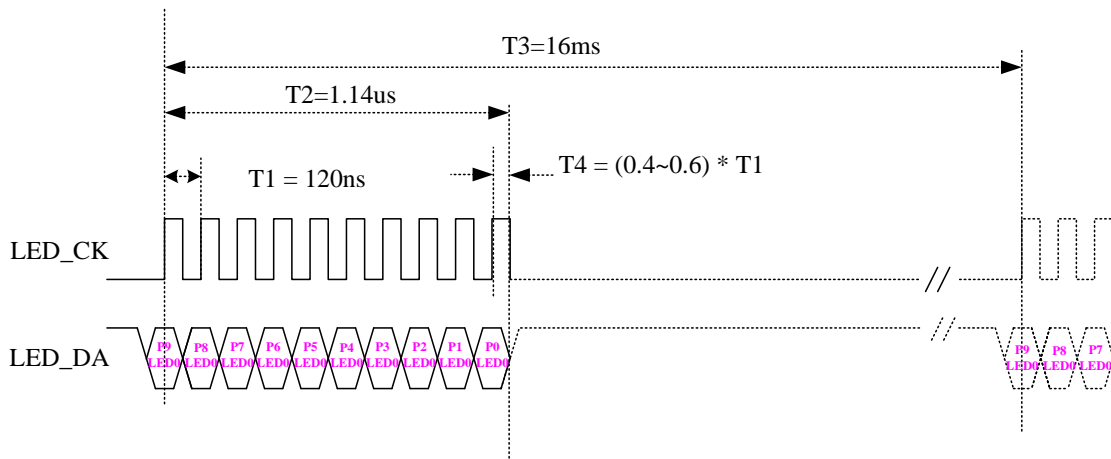 T3=16ms
T2=1.14us
T1 = 120ns
T4 = (0.4~0.6) * T1
LED_CK
LED_DA
P9 P8 P7 P6 P5 P4 P3 P2 P1 P0 P9 P8 P7
LED0 LED0 LED0 LED0 LED0 LED0 LED0 LED0 LED0 LED0 LED0 LED0 LED0